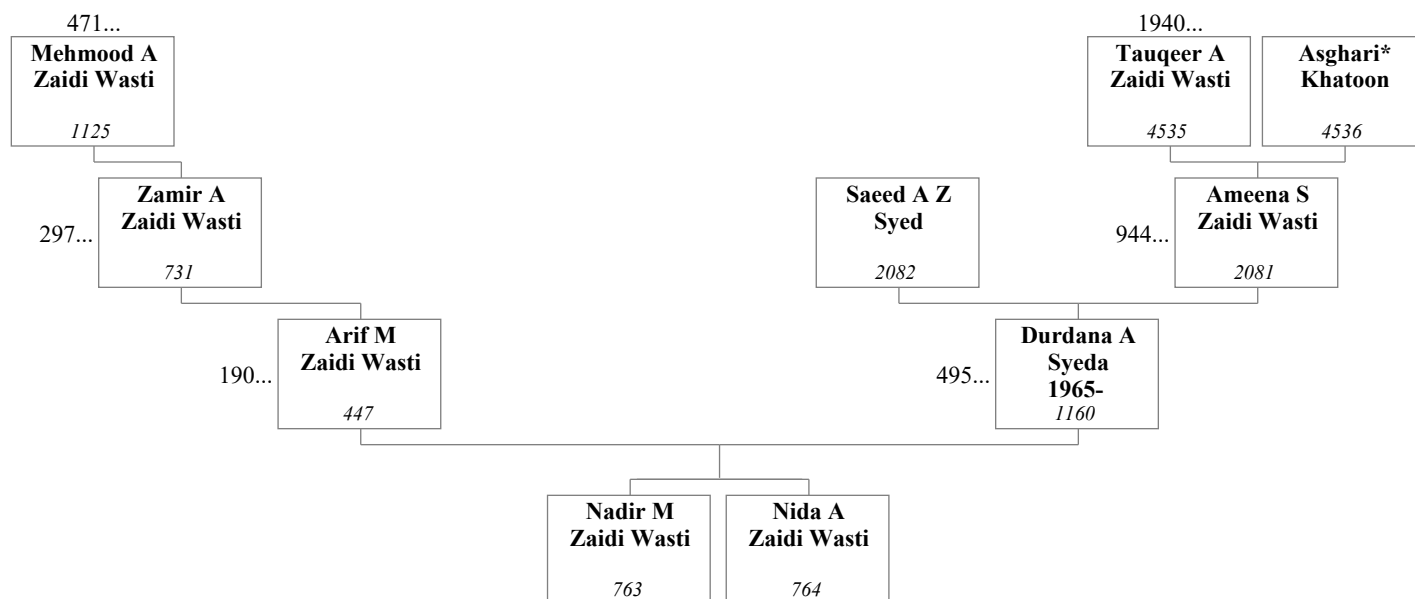 471...
Mehmood A
Zaidi Wasti
1125
1940...
Tauqeer A
Zaidi Wasti
4535
Asghari*
Khatoon
4536
297...
Zamir A
Zaidi Wasti
731
Saeed A Z
Syed
2082
944...
Ameena S
Zaidi Wasti
2081
190...
Arif M
Zaidi Wasti
447
495...
Durdana A
Syeda
1965-
1160
Nadir M
Zaidi Wasti
763
Nida A
Zaidi Wasti
764